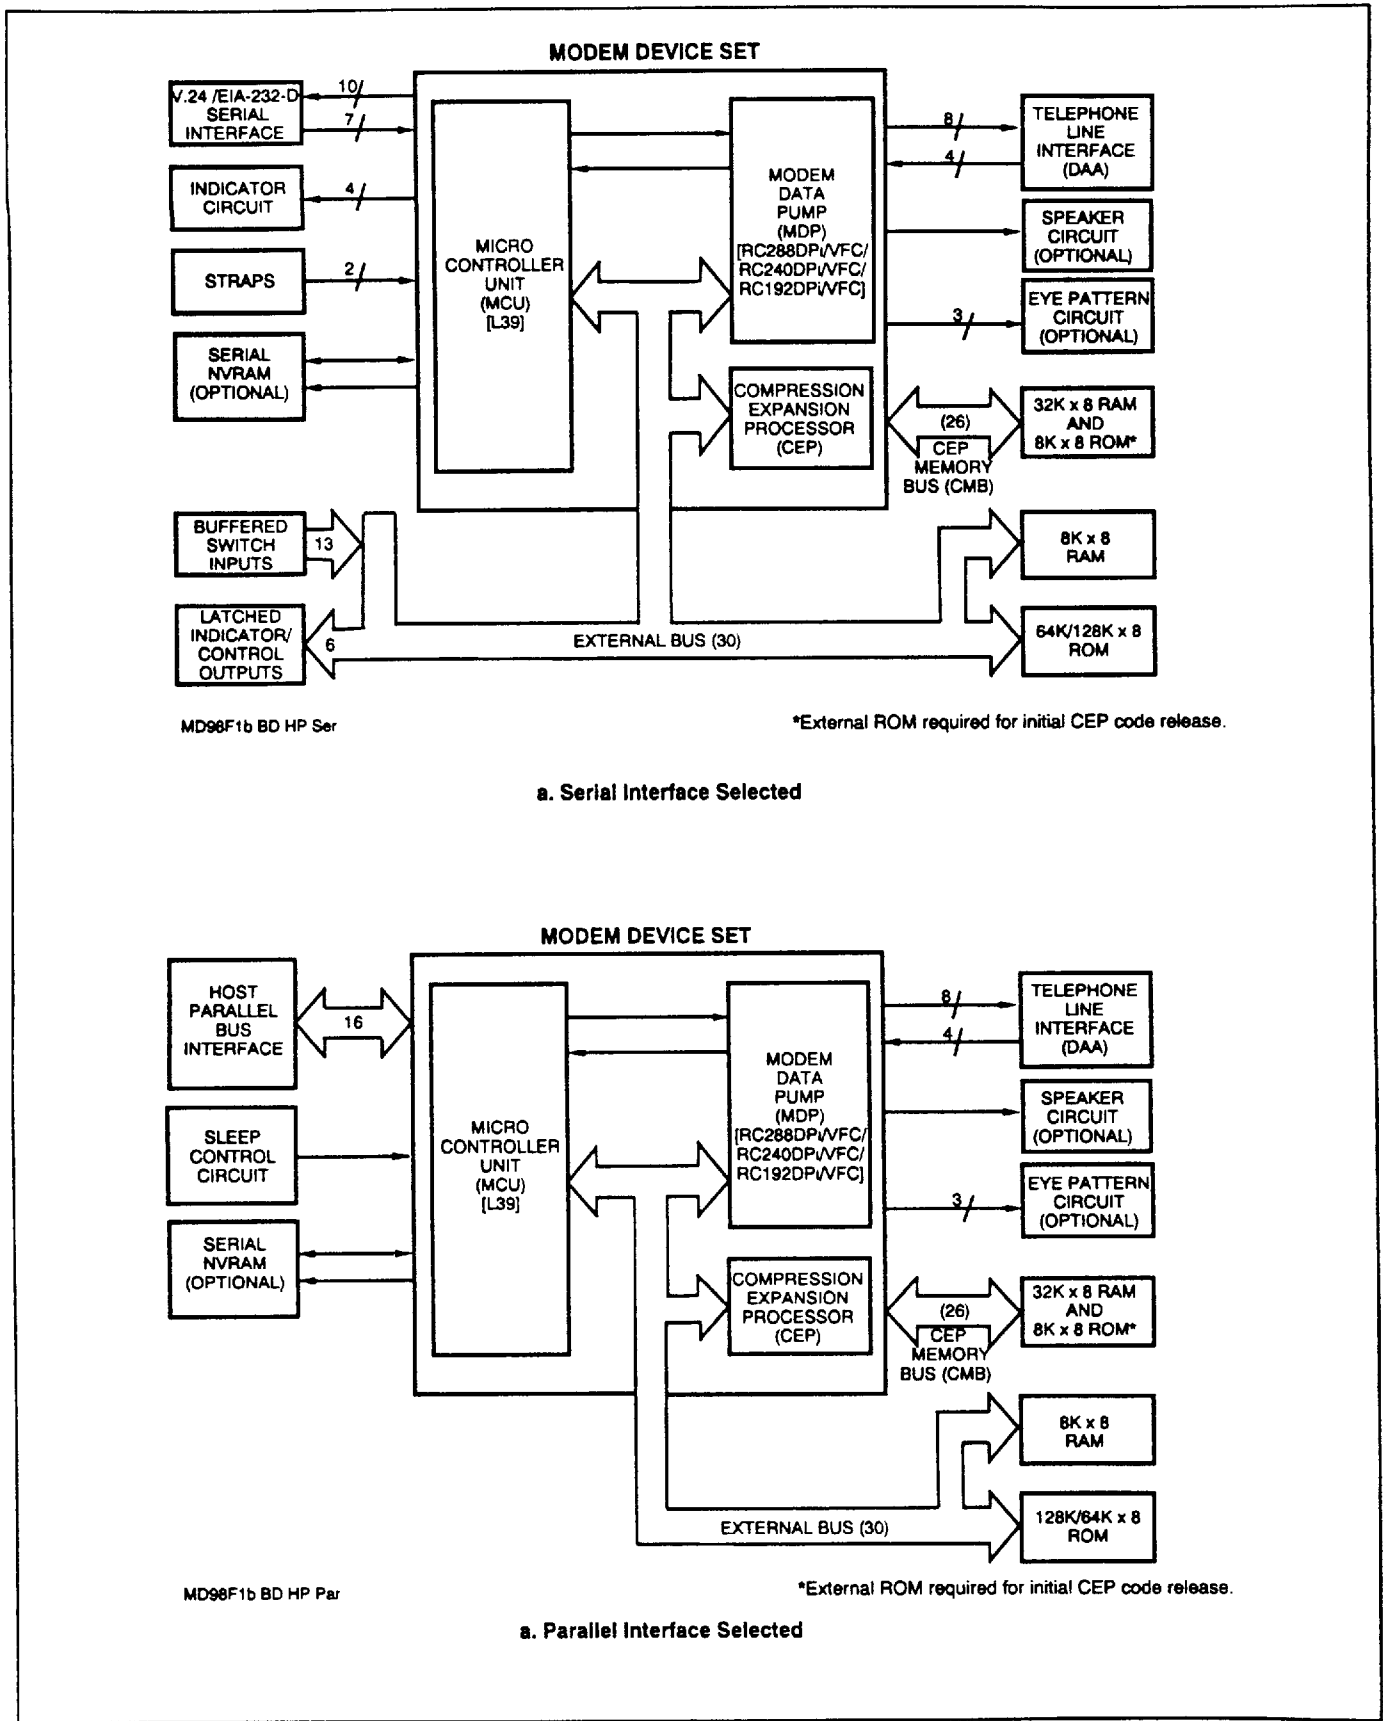 MODEM DEVICE SET
V.24 /EIA-232-D
SERIAL
INTERFACE
10
7
INDICATOR
CIRCUIT
4
STRAPS
2
SERIAL
NVRAM
(OPTIONAL)
MICRO
CONTROLLER
UNIT
(MCU)
[L39]
MODEM
DATA
PUMP
(MDP)
[RC288DPi/VFC/
RC240DPi/VFC/
RC192DPi/VFC]
COMPRESSION
EXPANSION
PROCESSOR
(CEP)
8
4
TELEPHONE
LINE
INTERFACE
(DAA)
SPEAKER
CIRCUIT
(OPTIONAL)
3
EYE PATTERN
CIRCUIT
(OPTIONAL)
(26)
CEP
MEMORY
BUS (CMB)
32K x 8 RAM
AND
8K x 8 ROM*
BUFFERED
SWITCH
INPUTS
13
LATCHED
INDICATOR/
CONTROL
OUTPUTS
6
EXTERNAL BUS (30)
8K x 8
RAM
64K/128K x 8
ROM
MD98F1b BD HP Ser
*External ROM required for initial CEP code release.
a. Serial Interface Selected
MODEM DEVICE SET
HOST
PARALLEL
BUS
INTERFACE
16
SLEEP
CONTROL
CIRCUIT
SERIAL
NVRAM
(OPTIONAL)
MICRO
CONTROLLER
UNIT
(MCU)
[L39]
MODEM
DATA
PUMP
(MDP)
[RC288DPi/VFC/
RC240DPi/VFC/
RC192DPi/VFC]
COMPRESSION
EXPANSION
PROCESSOR
(CEP)
8
4
TELEPHONE
LINE
INTERFACE
(DAA)
SPEAKER
CIRCUIT
(OPTIONAL)
3
EYE PATTERN
CIRCUIT
(OPTIONAL)
(26)
CEP
MEMORY
BUS (CMB)
32K x 8 RAM
AND
8K x 8 ROM*
8K x 8
RAM
EXTERNAL BUS (30)
128K/64K x 8
ROM
MD98F1b BD HP Par
*External ROM required for initial CEP code release.
a. Parallel Interface Selected